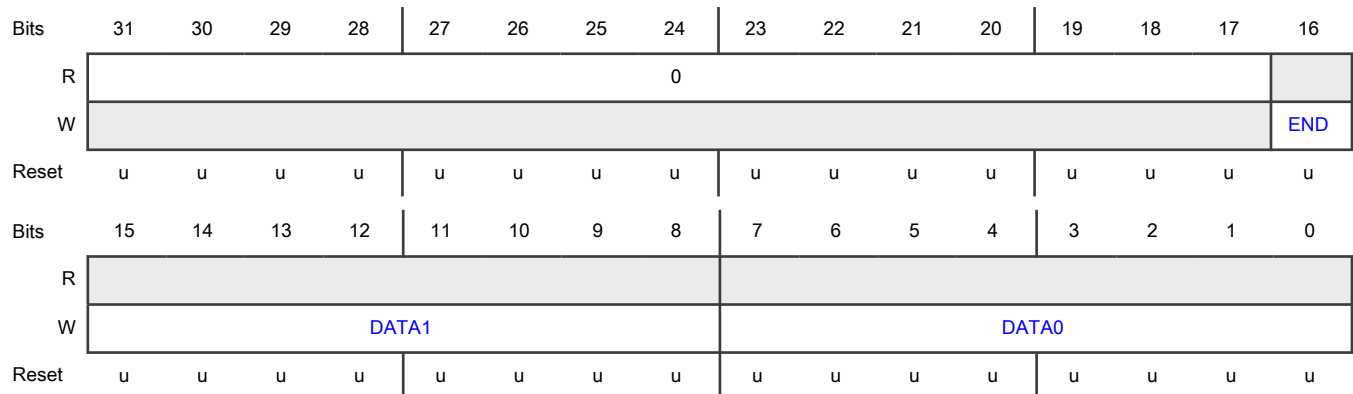 Bits 31 30 29 28 27 26 25 24 23 22 21 20 19 18 17 16
R 0
W END
Reset u u u u u u u u u u u u u u u u
Bits 15 14 13 12 11 10 9 8 7 6 5 4 3 2 1 0
R
W DATA1 DATA0
Reset u u u u u u u u u u u u u u u u